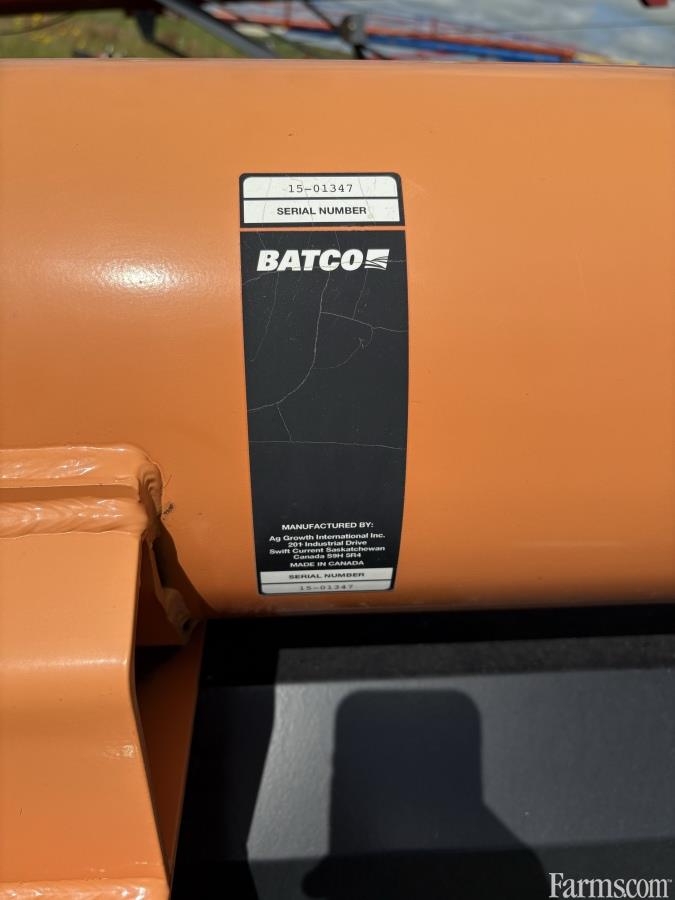 15-01347
SERIAL NUMBER
BATCO
MANUFACTURED BY:
Ag Growth International Inc.
201 Industrial Drive
Swift Current Saskatchewan
Canada S9H 5R4
MADE IN CANADA
SERIAL NUMBER
15-01347
Farms.com